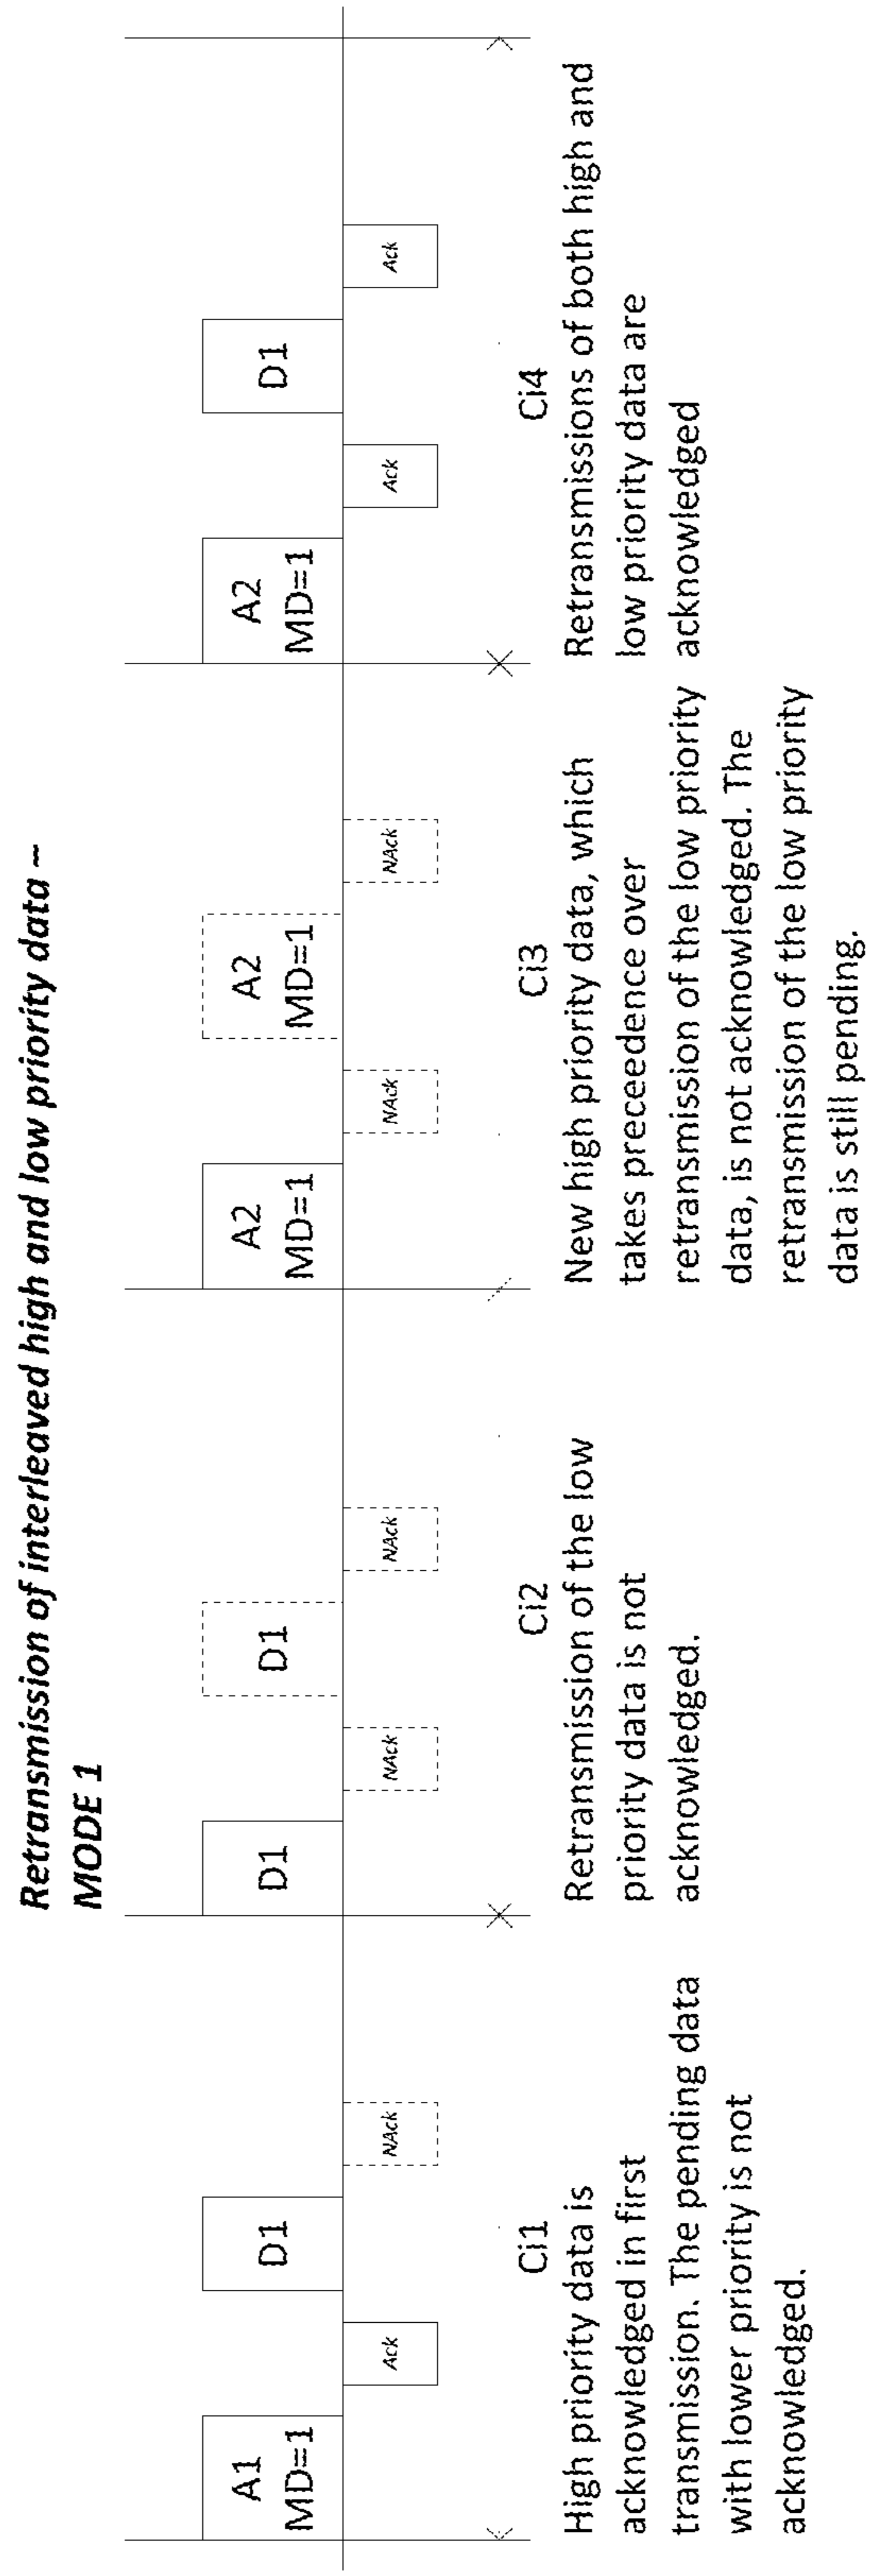 Retransmission of interleaved high and low priority data –
MODE 1
A1
MD=1
Ack
D1
NAck
D1
NAck
D1
NAck
A2
MD=1
NAck
A2
MD=1
NAck
A2
MD=1
Ack
D1
Ack
Ci1
High priority data is
acknowledged in first
transmission. The pending data
with lower priority is not
acknowledged.
Ci2
Retransmission of the low
priority data is not
acknowledged.
Ci3
New high priority data, which
takes preceedence over
retransmission of the low priority
data, is not acknowledged. The
retransmission of the low priority
data is still pending.
Ci4
Retransmissions of both high and
low priority data are
acknowledged